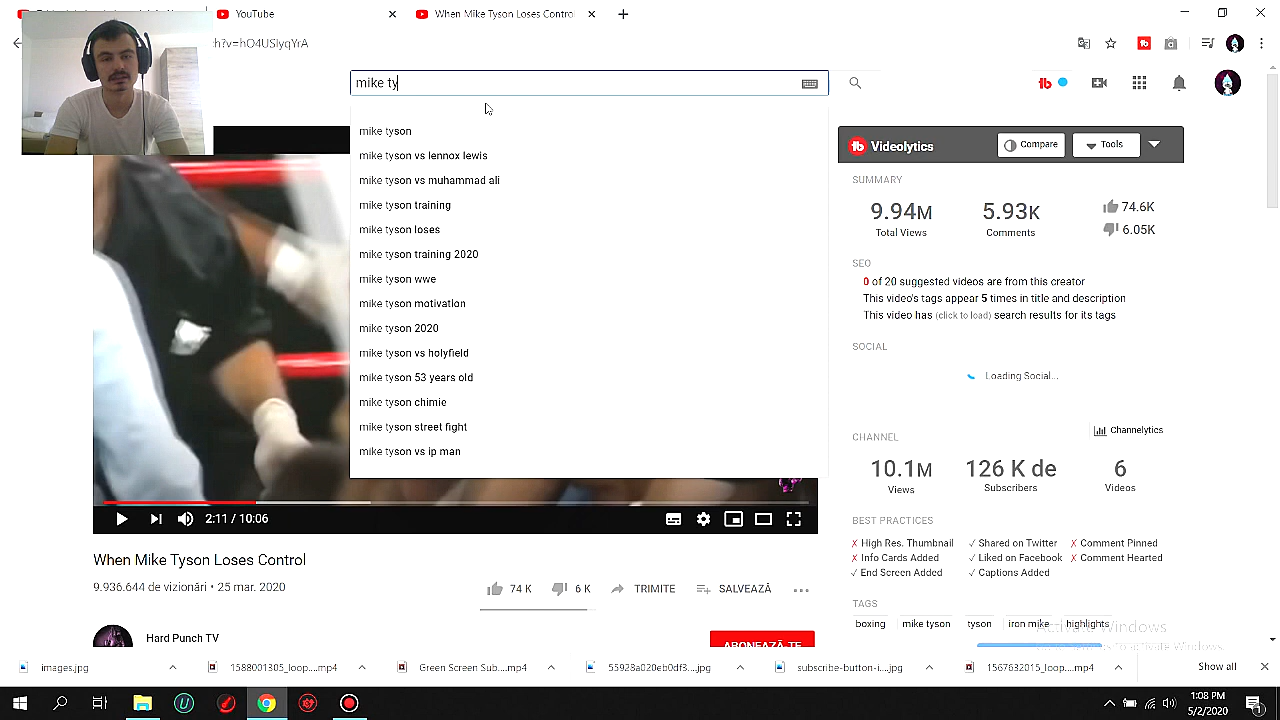 YouTube
When Mike Tyson Loses Control
h?v=hO4USlyqYrA
mike ty
mike tyson
mike tyson vs lennox lewis
mike tyson vs muhammad ali
mike tyson training
mike tyson loses
mike tyson training 2020
mike tyson wwe
mike tyson motivation
mike tyson 2020
mike tyson vs holyfield
mike tyson 53 years old
mike tyson chimie
mike tyson street fight
mike tyson vs ip man
Videolytics
Compare
Tools
SUMMARY
9.94M
Total Views
5.93K
Comments
74.6K
6.05K
SEO
0 of 20 suggested videos are from this creator
This video's tags appear 5 times in title and description
This video has (click to load) search results for its tags
SOCIAL
Loading Social...
CHANNEL
Channelytics
10.1M
Views
126 K de
Subscribers
6
Videos
BEST PRACTICES
✗ High Res. Thumbnail
✓ Shared on Twitter
✗ Comment Pinned
✗ Info Cards Added
✓ Liked on Facebook
✗ Comment Hearted
✓ End Screen Added
✓ Captions Added
TAGS
boxing
mike tyson
tyson
iron mike
highlights
2:11 / 10:06
When Mike Tyson Loses Control
9.936.644 de vizionări • 25 mar. 2020
74 K
6 K
TRIMITE
SALVEAZĂ
Hard Punch TV
ABONEAZĂ-TE
Activate Windows
to activate Windows.
images.jpg
1588001305_loop....mp4
Green Screen Sub....mp4
55928a020eb0df3...jpg
subscribe-button-i....jpg
1567632015_loop....mp4
Show all
1:08 PM
5/2/2020